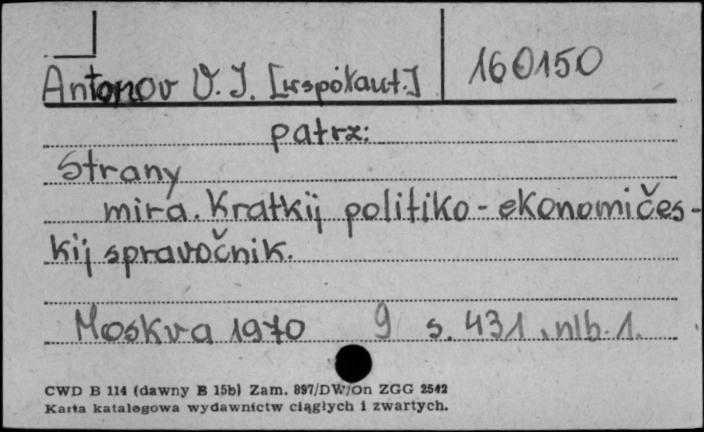 Antonov V. I. [współaut.]
160150
patrz:
Strany
mira. Kratkij politiko-ekonomičes-
kij spravočnik.
Moskva 1970 9 s. 431, nlb. 1.
CWD B 114 (dawny B 15b) Zam. 897/DW/On ZGG 2542
Karta katalogowa wydawnictw ciągłych i zwartych.